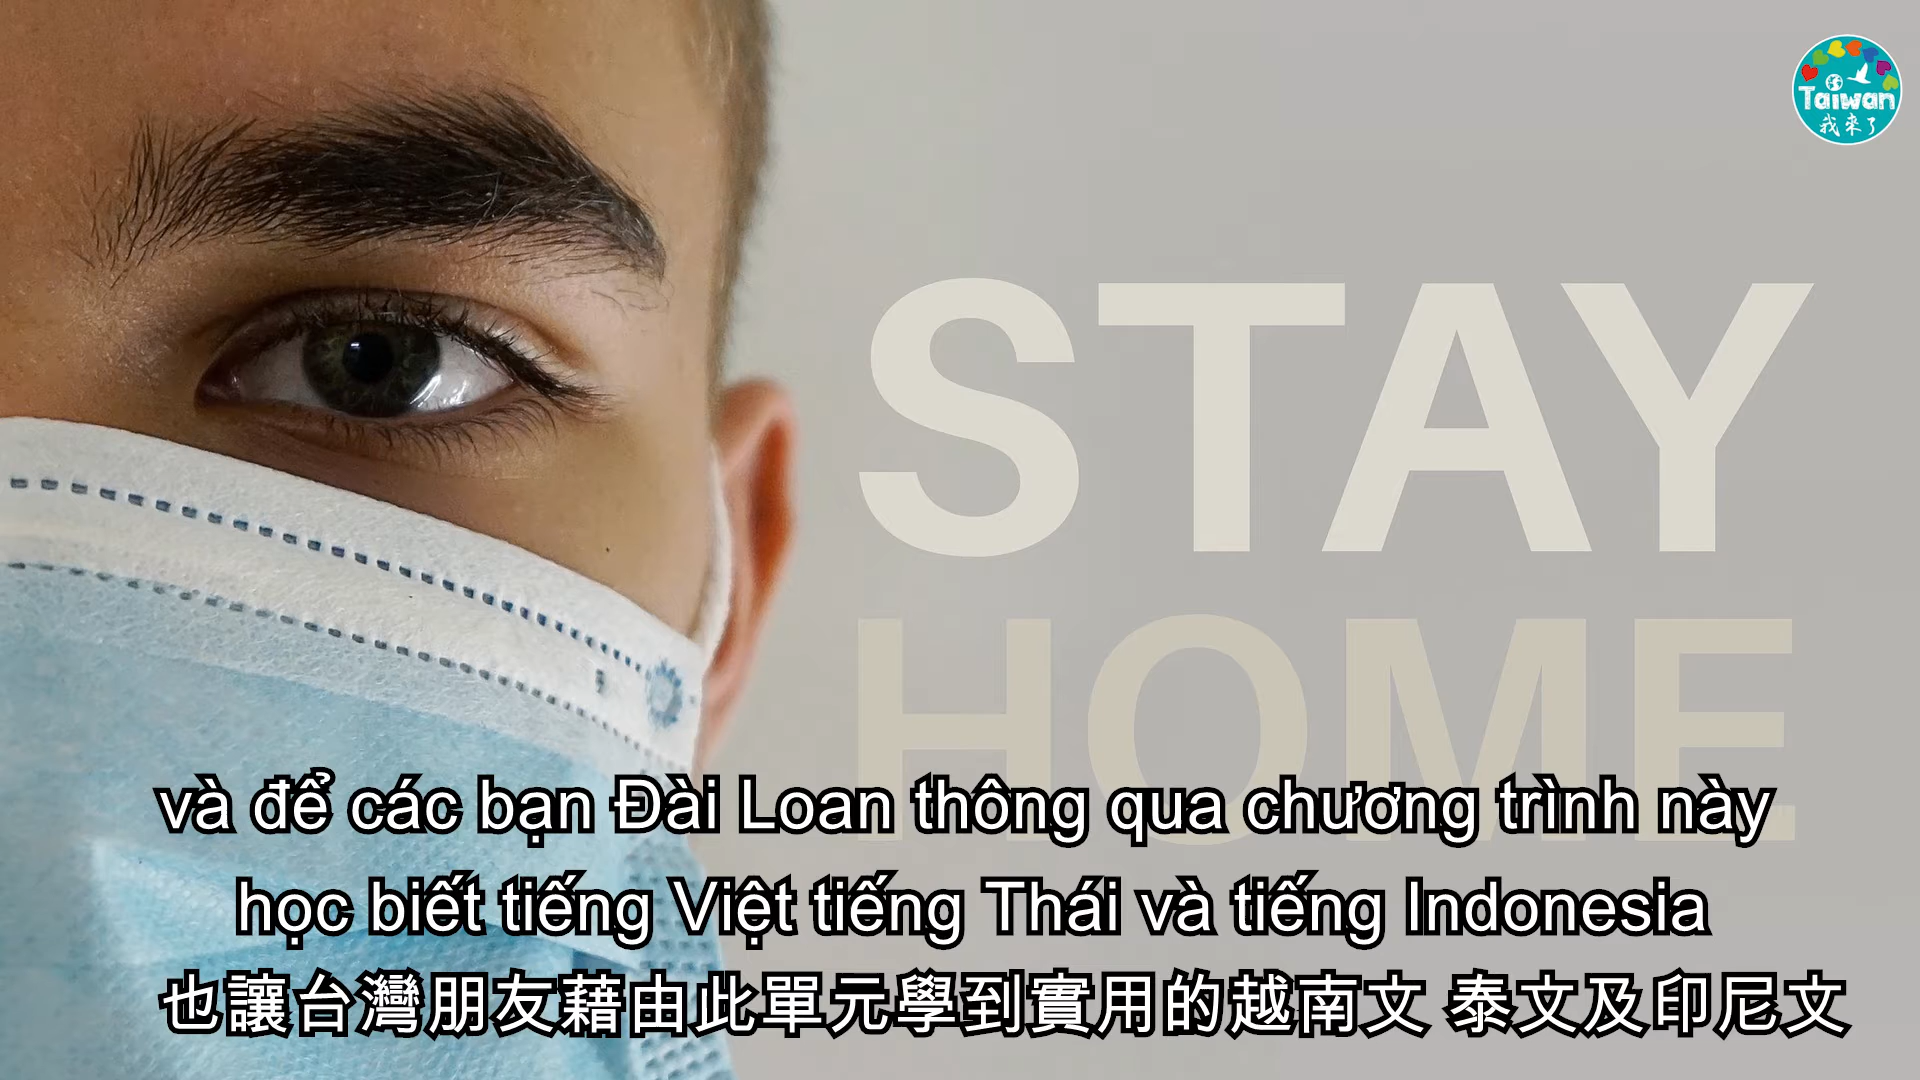 Taiwan
我來了
STAY
HOME
và để các bạn Đài Loan thông qua chương trình này
học biết tiếng Việt tiếng Thái và tiếng Indonesia
也讓台灣朋友藉由此單元學到實用的越南文 泰文及印尼文